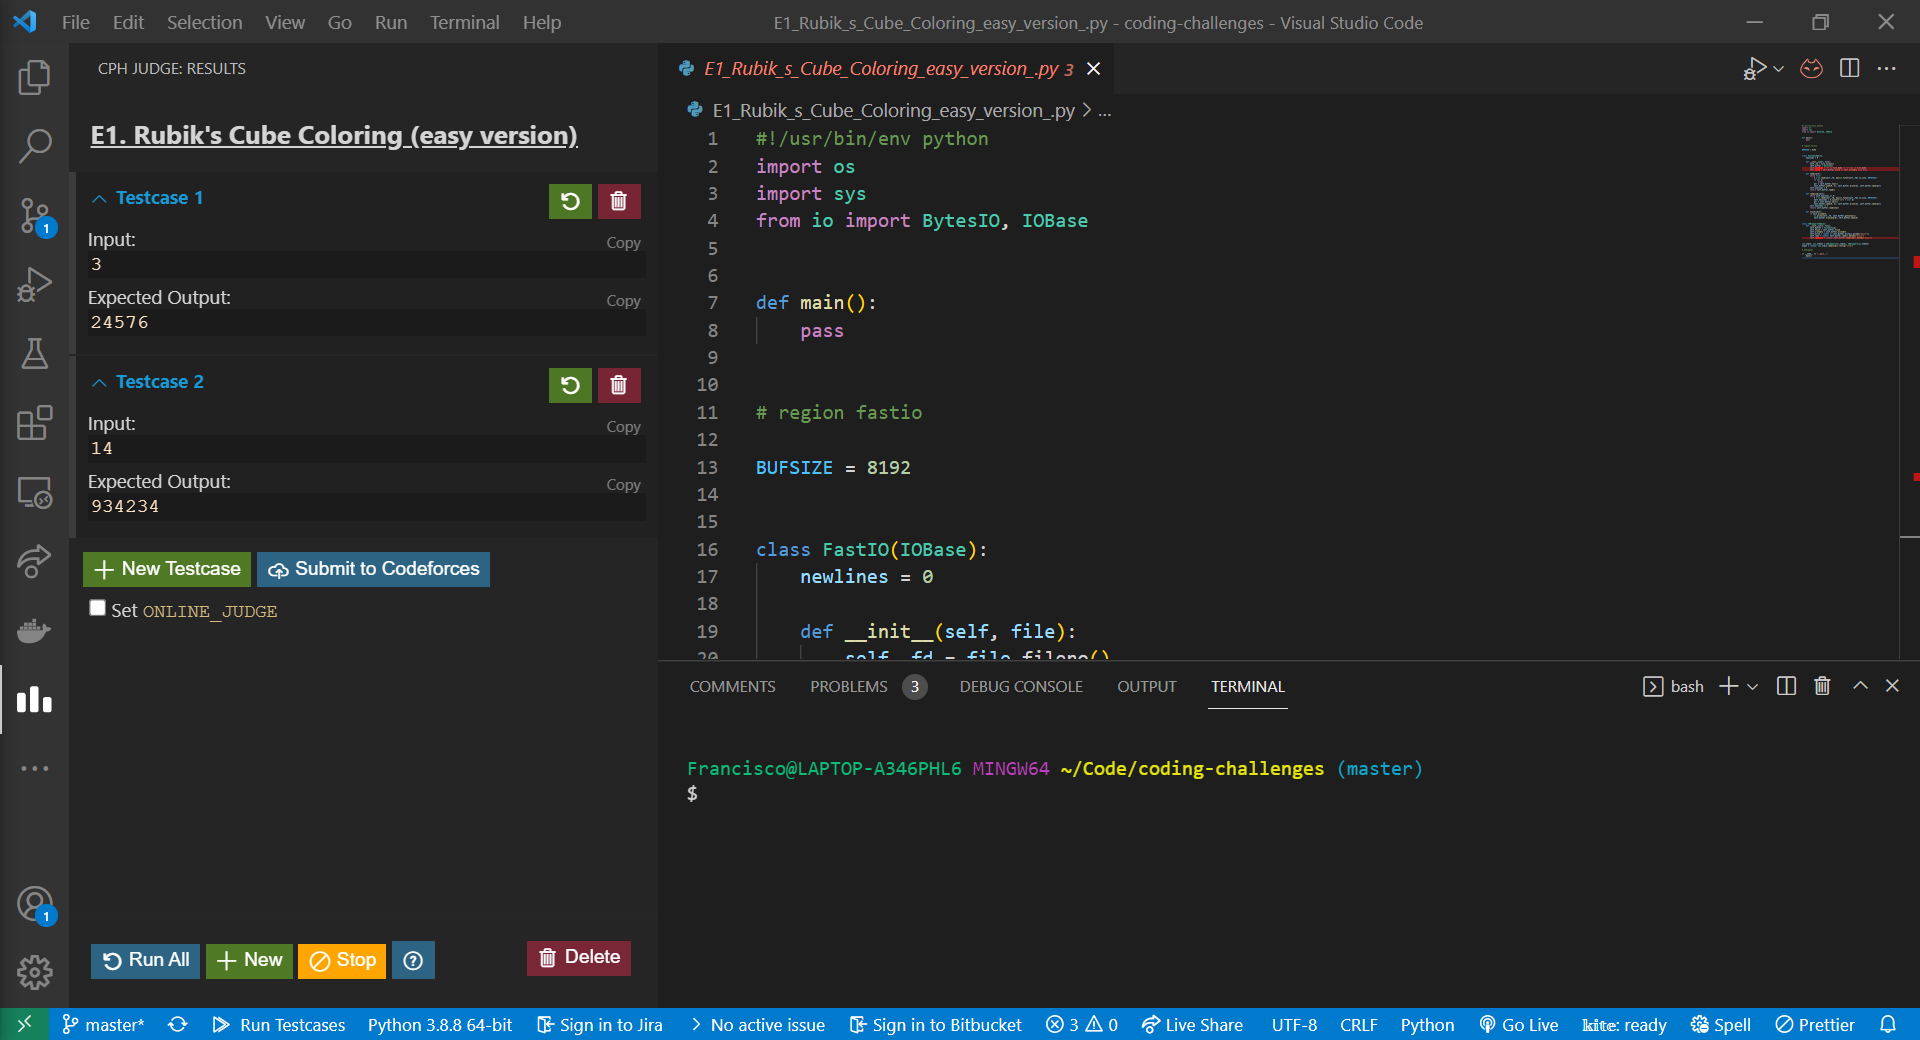 File Edit Selection View Go Run Terminal Help
E1_Rubik_s_Cube_Coloring_easy_version_.py - coding-challenges - Visual Studio Code
CPH JUDGE: RESULTS
E1. Rubik's Cube Coloring (easy version)
Testcase 1
Input:
Copy
3
Expected Output:
Copy
24576
Testcase 2
Input:
Copy
14
Expected Output:
Copy
934234
New Testcase
Submit to Codeforces
Set ONLINE_JUDGE
Run All
New
Stop
Delete
1
1
E1_Rubik_s_Cube_Coloring_easy_version_.py 3
E1_Rubik_s_Cube_Coloring_easy_version_.py > ...
1 #!/usr/bin/env python
2 import os
3 import sys
4 from io import BytesIO, IOBase
5
6
7 def main():
8 pass
9
10
11 # region fastio
12
13 BUFSIZE = 8192
14
15
16 class FastIO(IOBase):
17 newlines = 0
18
19 def __init__(self, file):
20 self._fd = file.fileno()
COMMENTS PROBLEMS 3 DEBUG CONSOLE OUTPUT TERMINAL
bash
Francisco@LAPTOP-A346PHL6 MINGW64 ~/Code/coding-challenges (master)
$
master* Run Testcases Python 3.8.8 64-bit Sign in to Jira No active issue Sign in to Bitbucket 3 0 Live Share UTF-8 CRLF Python Go Live kite: ready Spell Prettier